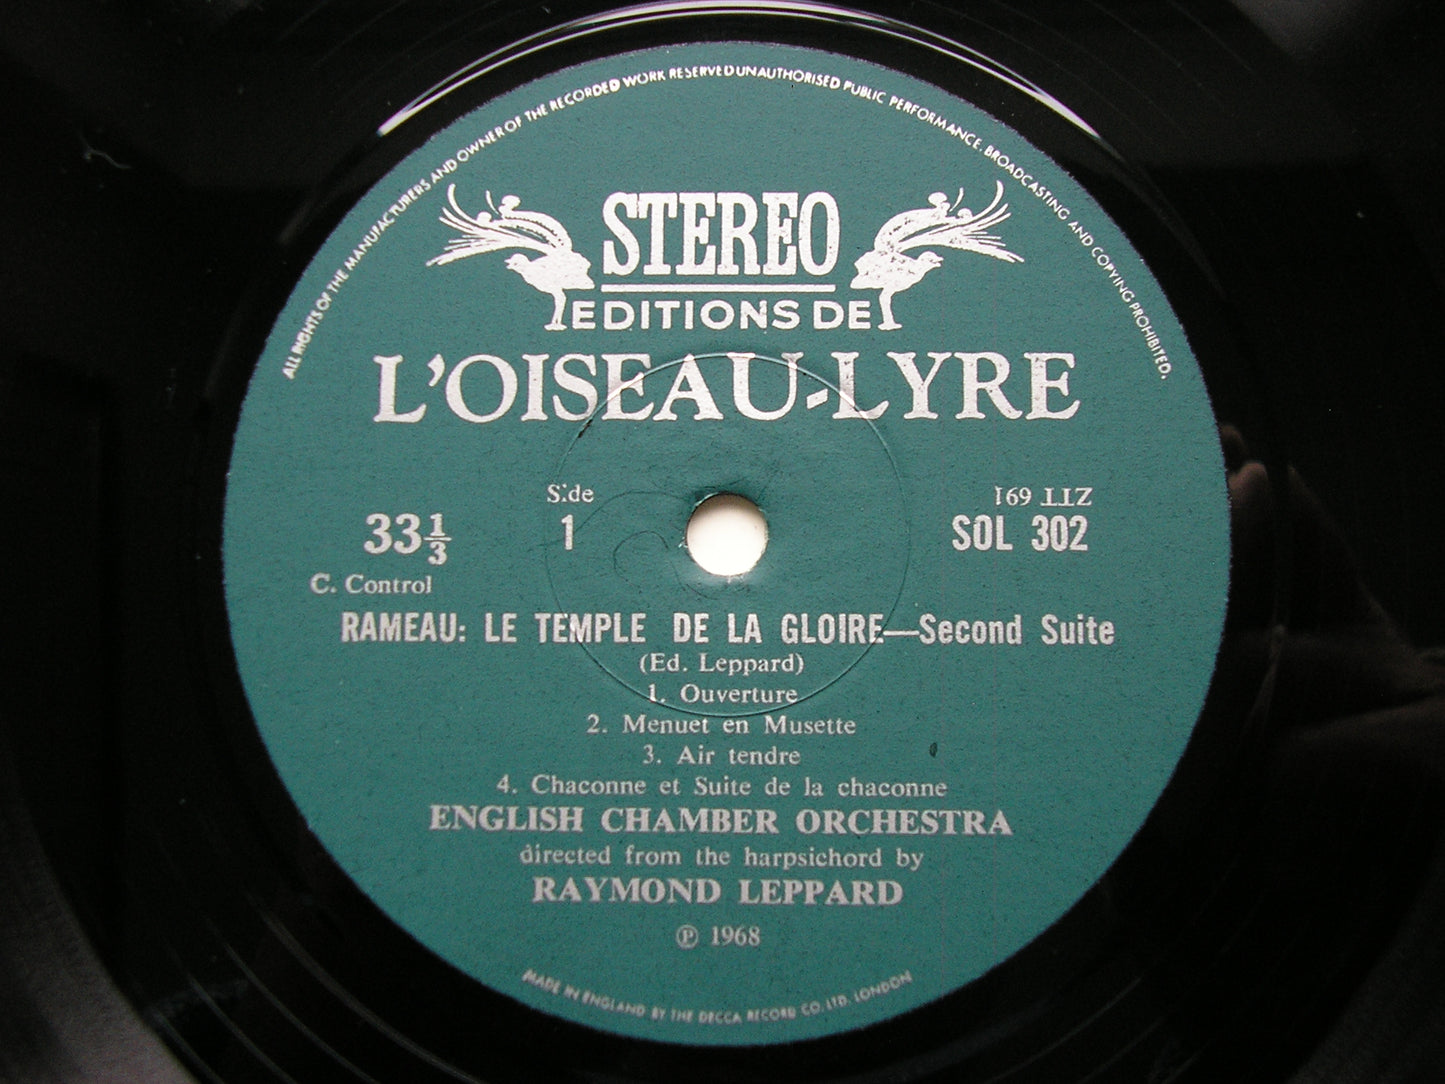 ALL RIGHTS OF THE MANUFACTURERS AND OWNER OF THE RECORDED WORK RESERVED UNAUTHORISED PUBLIC PERFORMANCE, BROADCASTING AND COPYING PROHIBITED.
STEREO
EDITIONS DE
L'OISEAU-LYRE
Side
ZTT 691
33 1/3
1
SOL 302
C. Control
RAMEAU: LE TEMPLE DE LA GLOIRE—Second Suite
(Ed. Leppard)
1. Ouverture
2. Menuet en Musette
3. Air tendre
4. Chaconne et Suite de la chaconne
ENGLISH CHAMBER ORCHESTRA
directed from the harpsichord by
RAYMOND LEPPARD
℗ 1968
MADE IN ENGLAND BY THE DECCA RECORD CO. LTD. LONDON